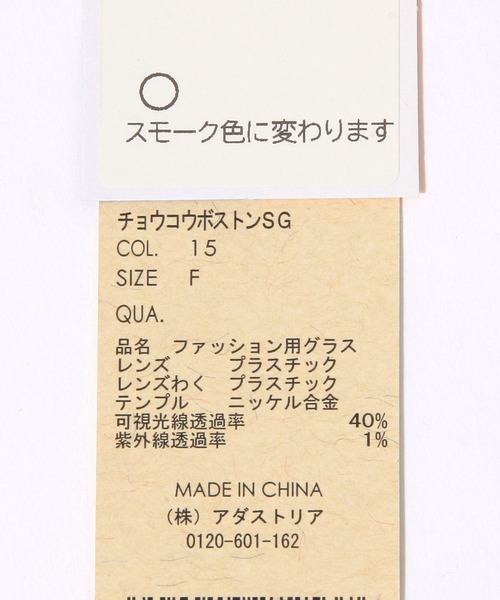 スモーク色に変わります
チョウコウボストンSG
COL. 15
SIZE F
QUA.
品名 ファッション用グラス
レンズ プラスチック
レンズわく プラスチック
テンプル ニッケル合金
可視光線透過率 40%
紫外線透過率 1%
MADE IN CHINA
（株）アダストリア
0120-601-162